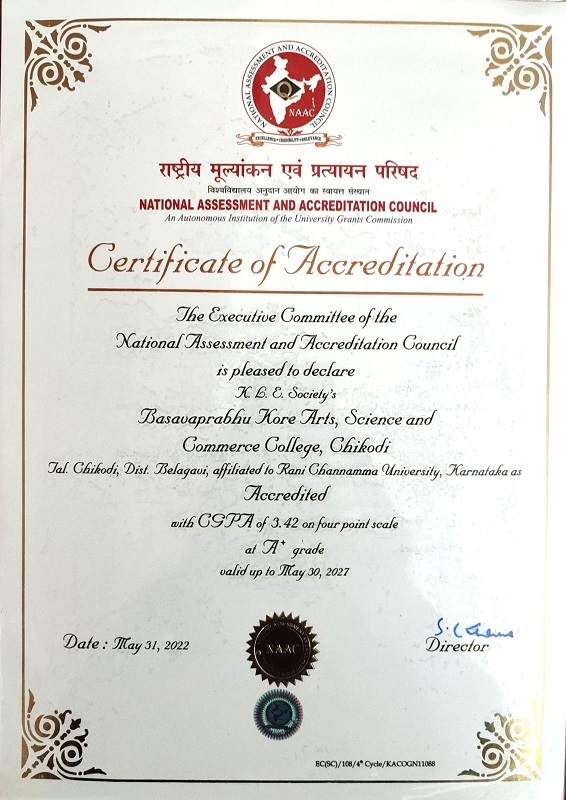 NATIONAL ASSESSMENT AND ACCREDITATION COUNCIL
NAAC
EXCELLENCE • CREDIBILITY • RELEVANCE
राष्ट्रीय मूल्यांकन एवं प्रत्यायन परिषद
विश्वविद्यालय अनुदान आयोग का स्वायत्त संस्थान
NATIONAL ASSESSMENT AND ACCREDITATION COUNCIL
An Autonomous Institution of the University Grants Commission
Certificate of Accreditation
The Executive Committee of the
National Assessment and Accreditation Council
is pleased to declare
K. L. E. Society's
Basavaprabhu Kore Arts, Science and
Commerce College, Chikodi
Tal. Chikodi, Dist. Belagavi, affiliated to Rani Channamma University, Karnataka as
Accredited
with CGPA of 3.42 on four point scale
at A+ grade
valid up to May 30, 2027
Date : May 31, 2022
Director
NAAC
EC(SC)/108/4th Cycle/KACOGN11088